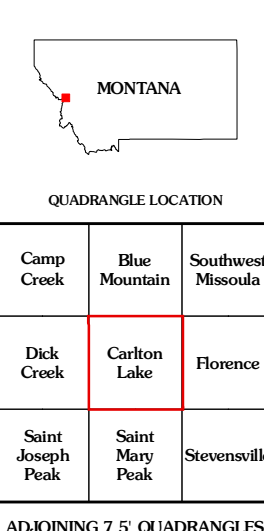 MONTANA
QUADRANGLE LOCATION
Camp Creek
Blue Mountain
Southwest Missoula
Dick Creek
Carlton Lake
Florence
Saint Joseph Peak
Saint Mary Peak
Stevensville
ADJOINING 7.5' QUADRANGLES